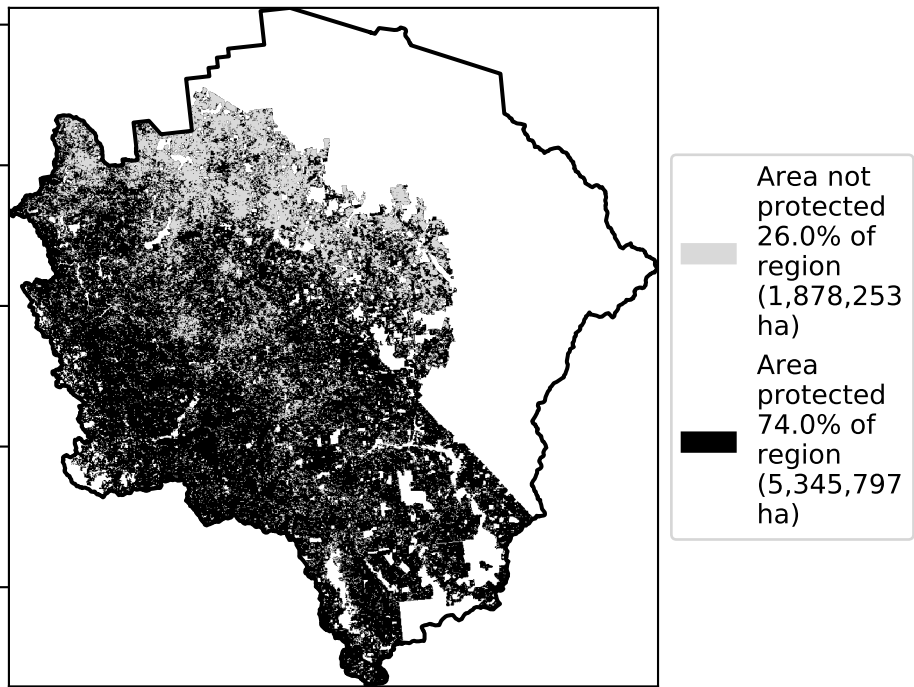 Area not
protected
26.0% of
region
(1,878,253
ha)
Area
protected
74.0% of
region
(5,345,797
ha)